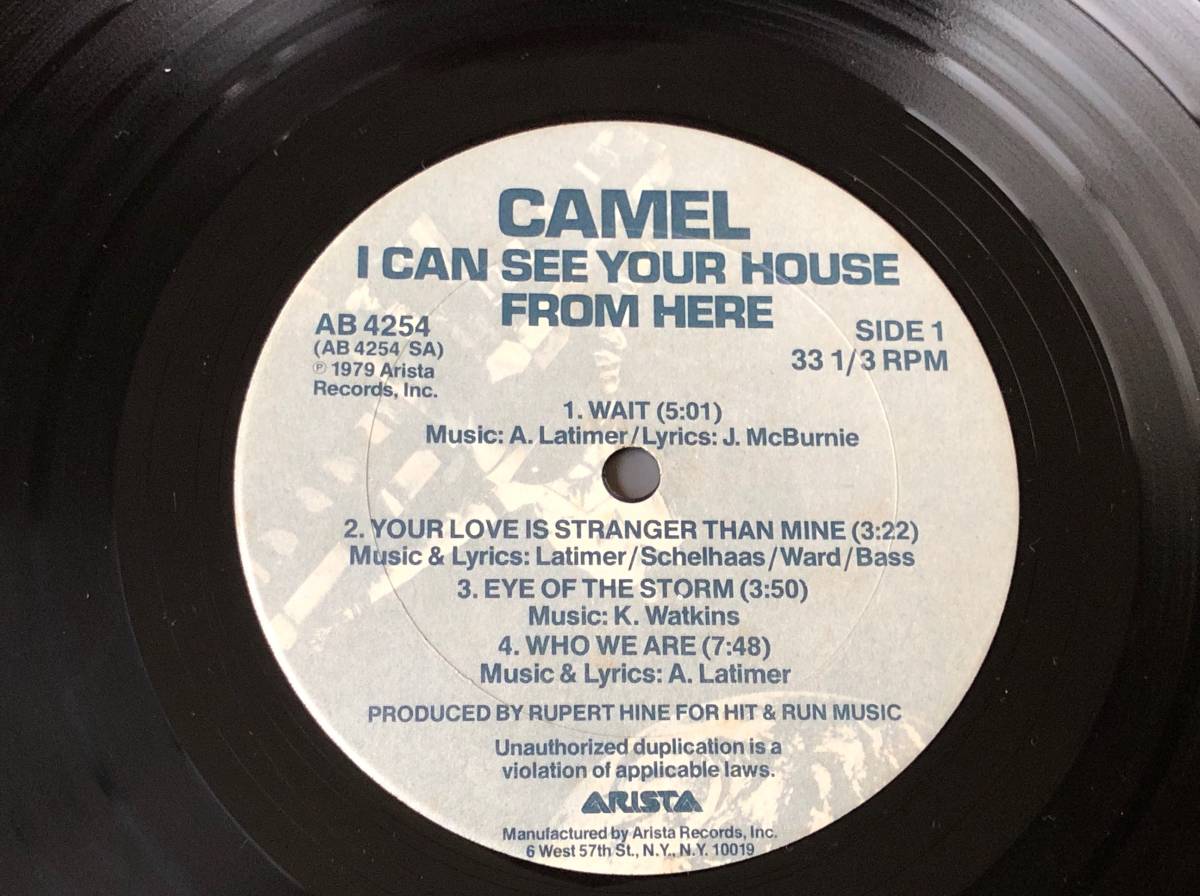 CAMEL
I CAN SEE YOUR HOUSE
FROM HERE
AB 4254
(AB 4254 SA)
℗ 1979 Arista
Records, Inc.
SIDE 1
33 1/3 RPM
1. WAIT (5:01)
Music: A. Latimer/Lyrics: J. McBurnie
2. YOUR LOVE IS STRANGER THAN MINE (3:22)
Music & Lyrics: Latimer/Schelhaas/Ward/Bass
3. EYE OF THE STORM (3:50)
Music: K. Watkins
4. WHO WE ARE (7:48)
Music & Lyrics: A. Latimer
PRODUCED BY RUPERT HINE FOR HIT & RUN MUSIC
Unauthorized duplication is a
violation of applicable laws.
ARISTA
Manufactured by Arista Records, Inc.
6 West 57th St., N.Y., N.Y. 10019